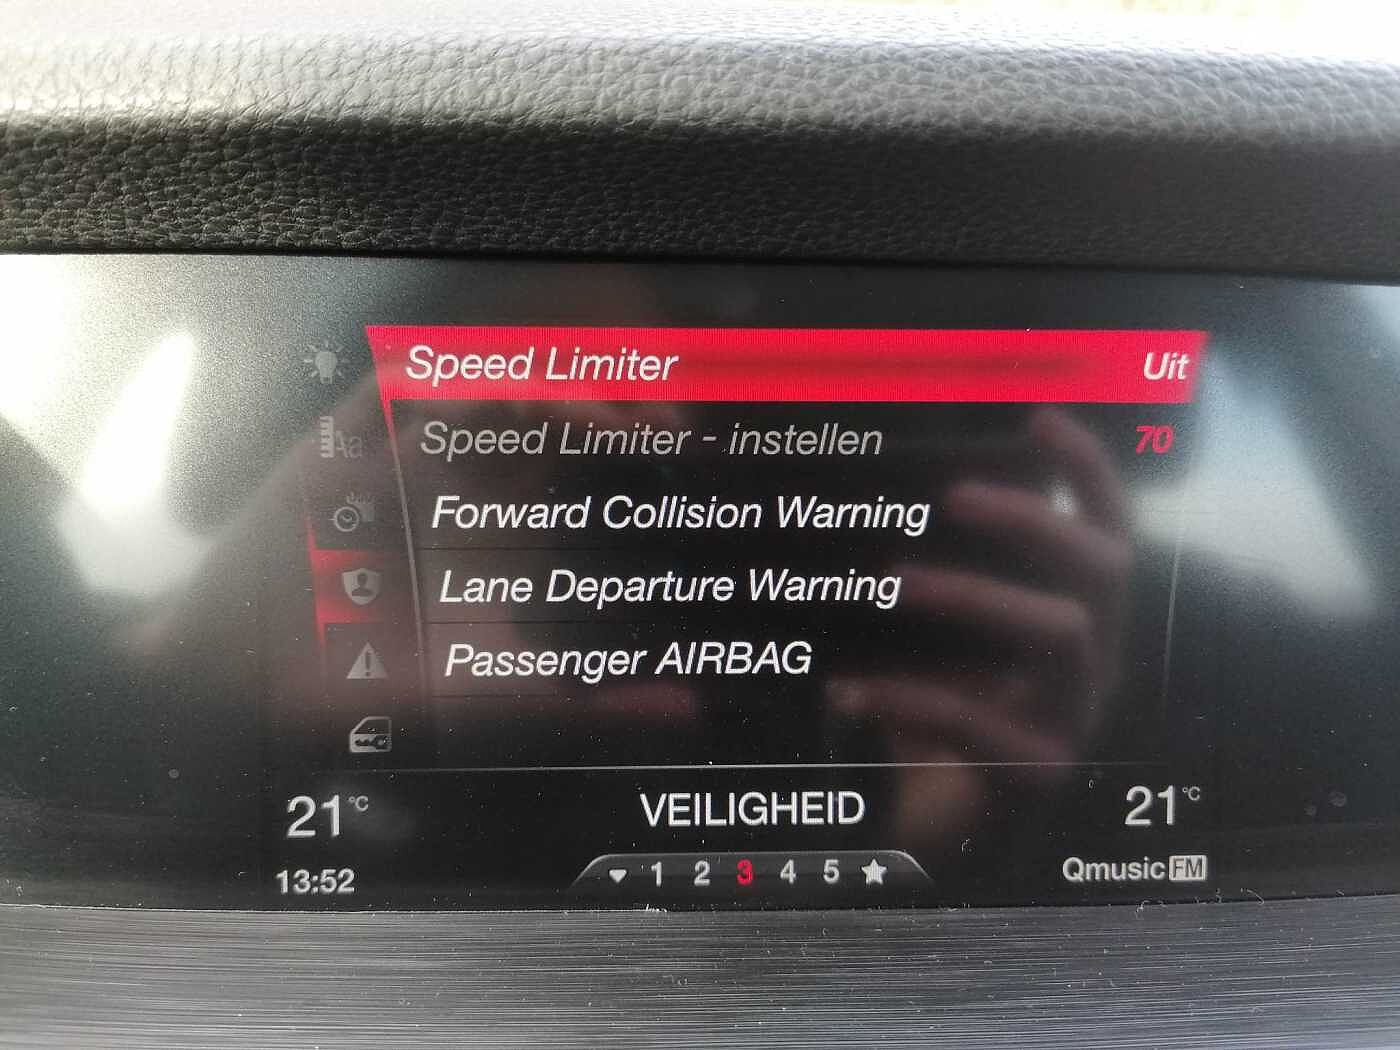 Speed Limiter Uit
Speed Limiter - instellen 70
Aa
Forward Collision Warning
Lane Departure Warning
Passenger AIRBAG
21°C VEILIGHEID 21°C
1 2 3 4 5
13:52 Qmusic FM